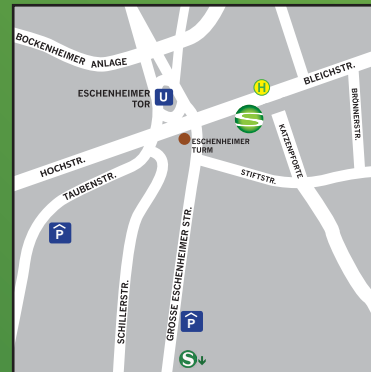 BOCKENHEIMER ANLAGE
ESCHENHEIMER
TOR
U
H
BLEICHSTR.
BRÖNNERSTR.
S
KATZENPFORTE
ESCHENHEIMER
TURM
HOCHSTR.
TAUBENSTR.
STIFTSTR.
P
SCHILLERSTR.
GROSSE ESCHENHEIMER STR.
P
S